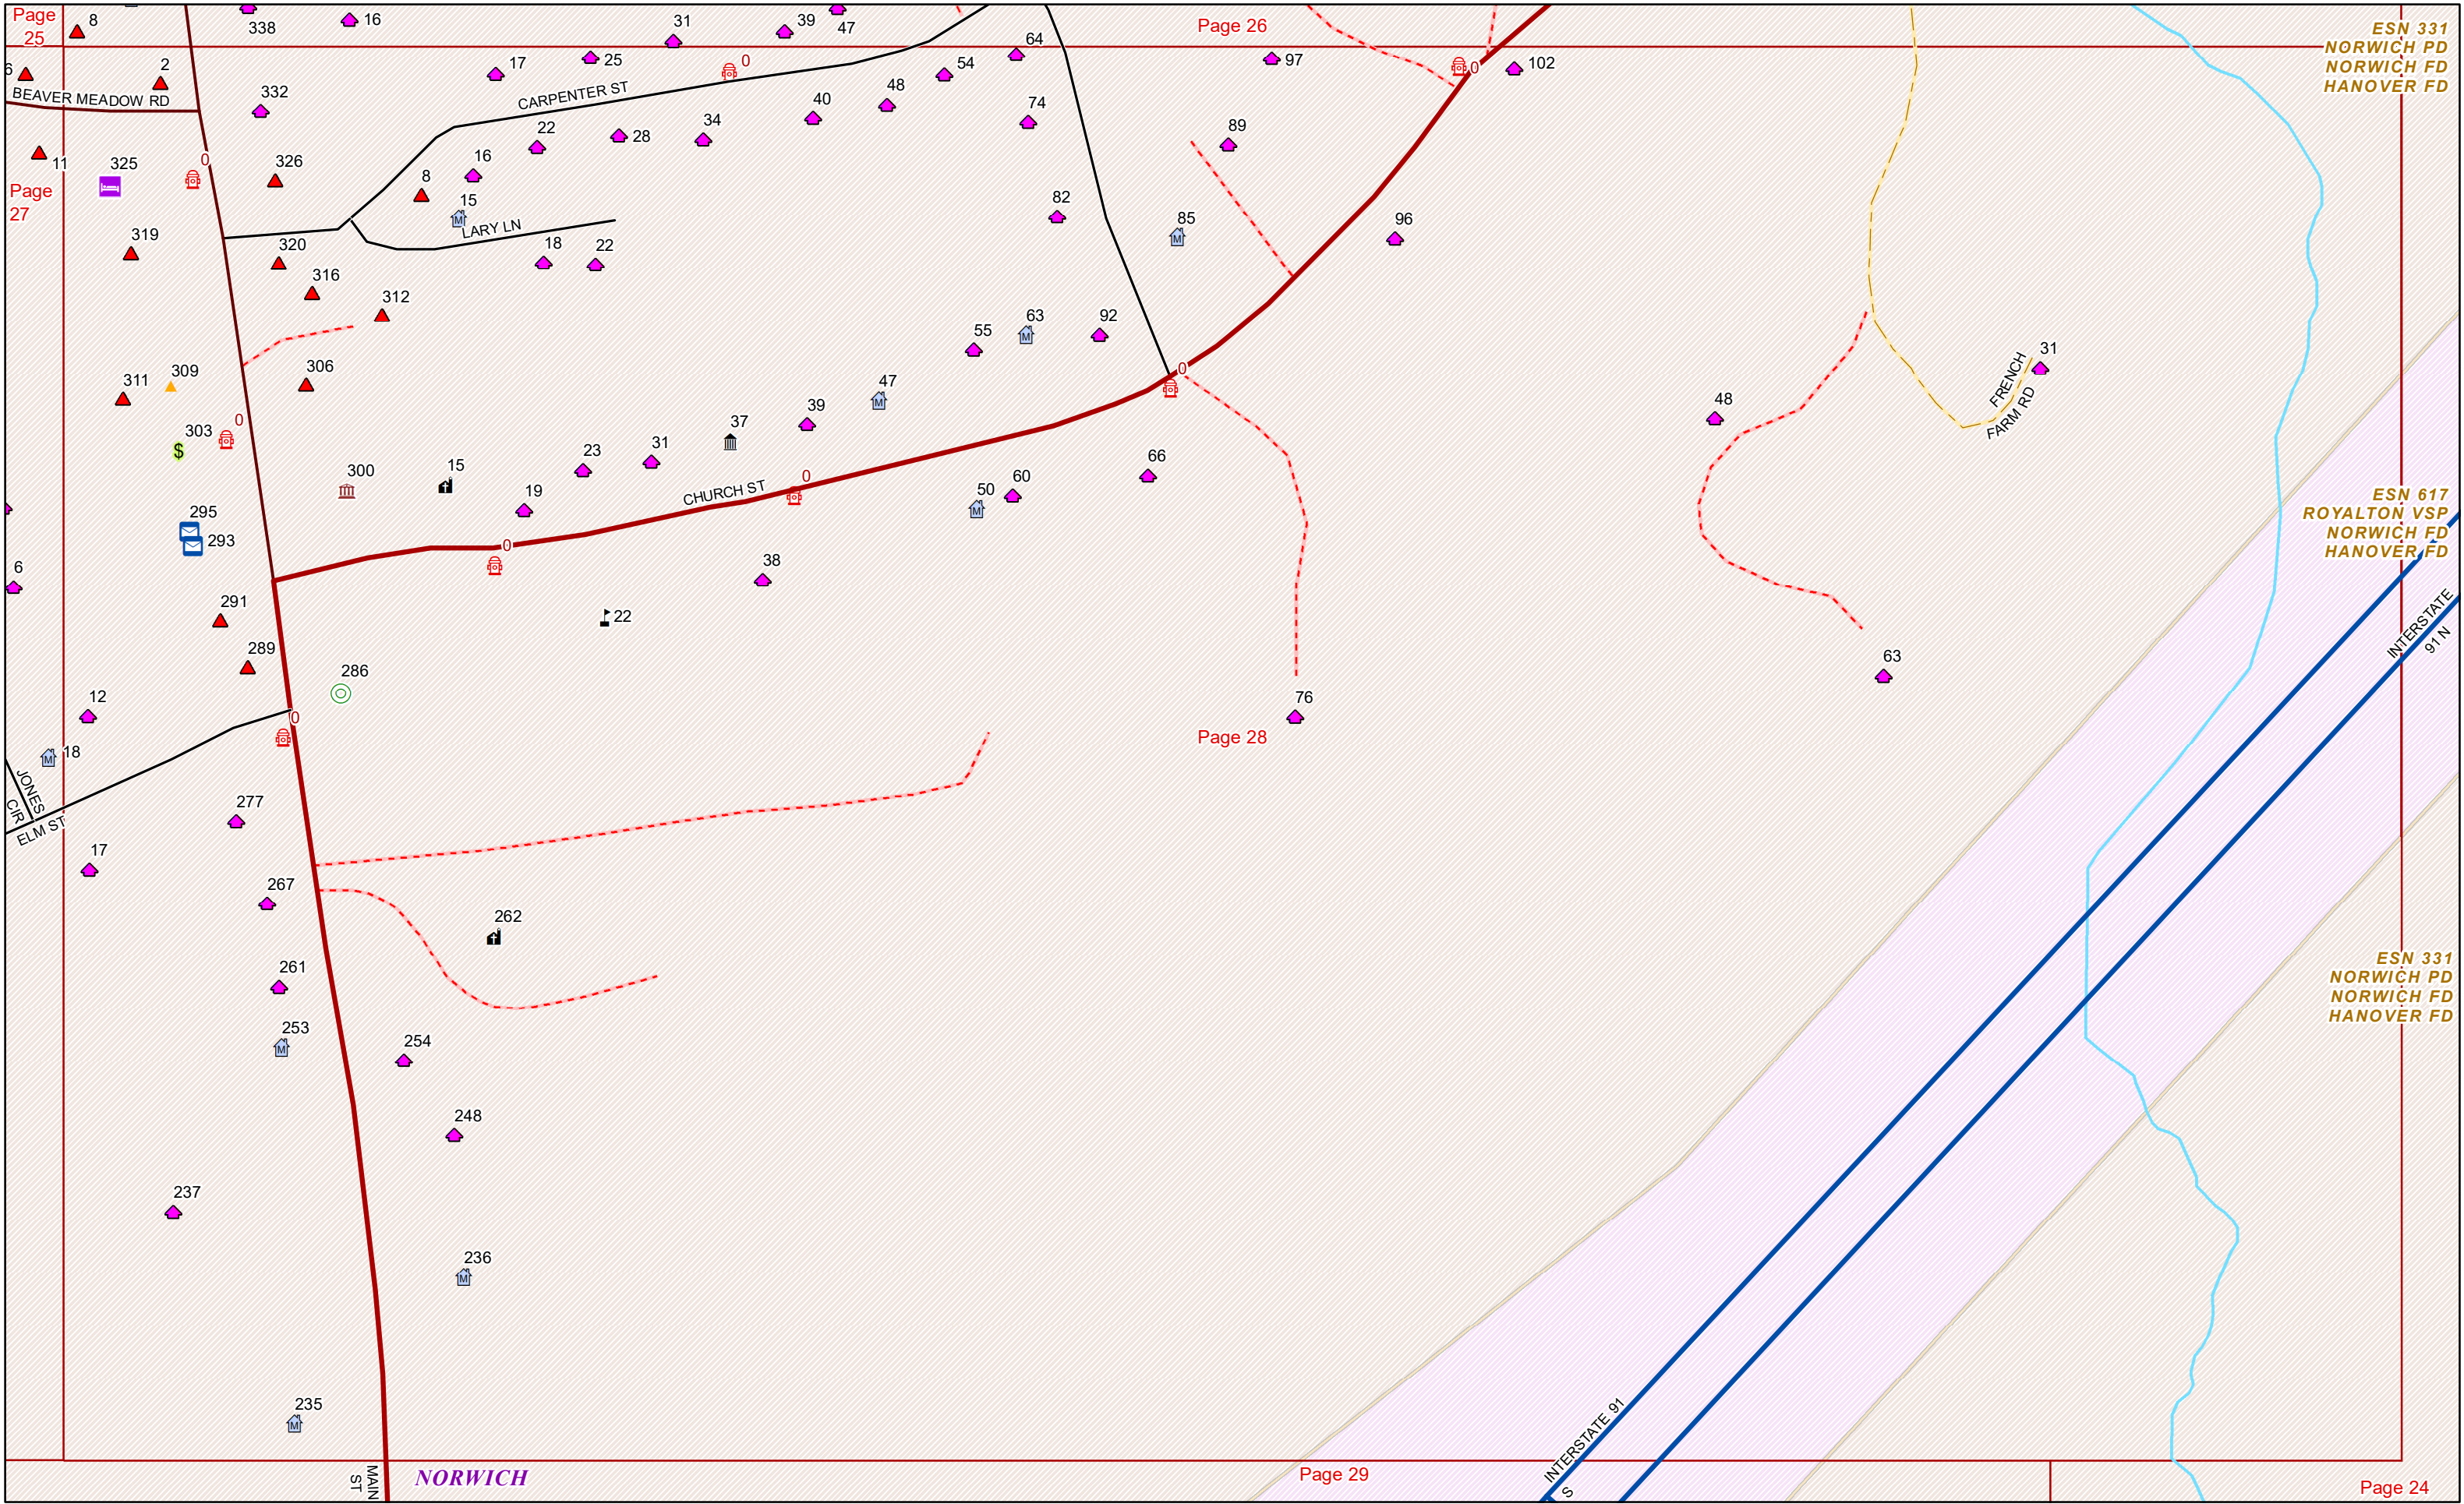 Page
25
8
338
16
31
39
47
Page 26
ESN 331
NORWICH PD
NORWICH FD
HANOVER FD
6
2
17
25
0
54
64
97
0
102
BEAVER MEADOW RD
332
CARPENTER ST
22
28
34
40
48
74
89
11
325
0
326
16
8
15
LARY LN
Page
27
82
85
96
319
320
18
22
316
312
55
63
92
0
31
FRENCH
FARM RD
311
309
306
47
48
303
0
37
39
300
15
23
31
66
19
CHURCH ST
0
50
60
ESN 617
ROYALTON VSP
NORWICH FD
HANOVER FD
295
293
0
6
38
INTERSTATE
91 N
291
22
289
286
63
12
0
76
18
Page 28
JONES
CIR
ELM ST
277
17
267
262
261
ESN 331
NORWICH PD
NORWICH FD
HANOVER FD
253
254
248
237
236
235
INTERSTATE 91
S
MAIN
ST
NORWICH
Page 29
Page 24